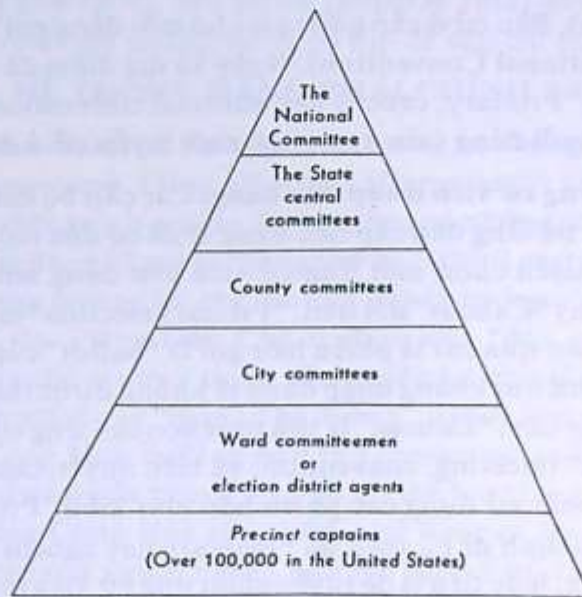 The
National
Committee
The State
central
committees
County committees
City committees
Ward committeemen
or
election district agents
Precinct captains
(Over 100,000 in the United States)